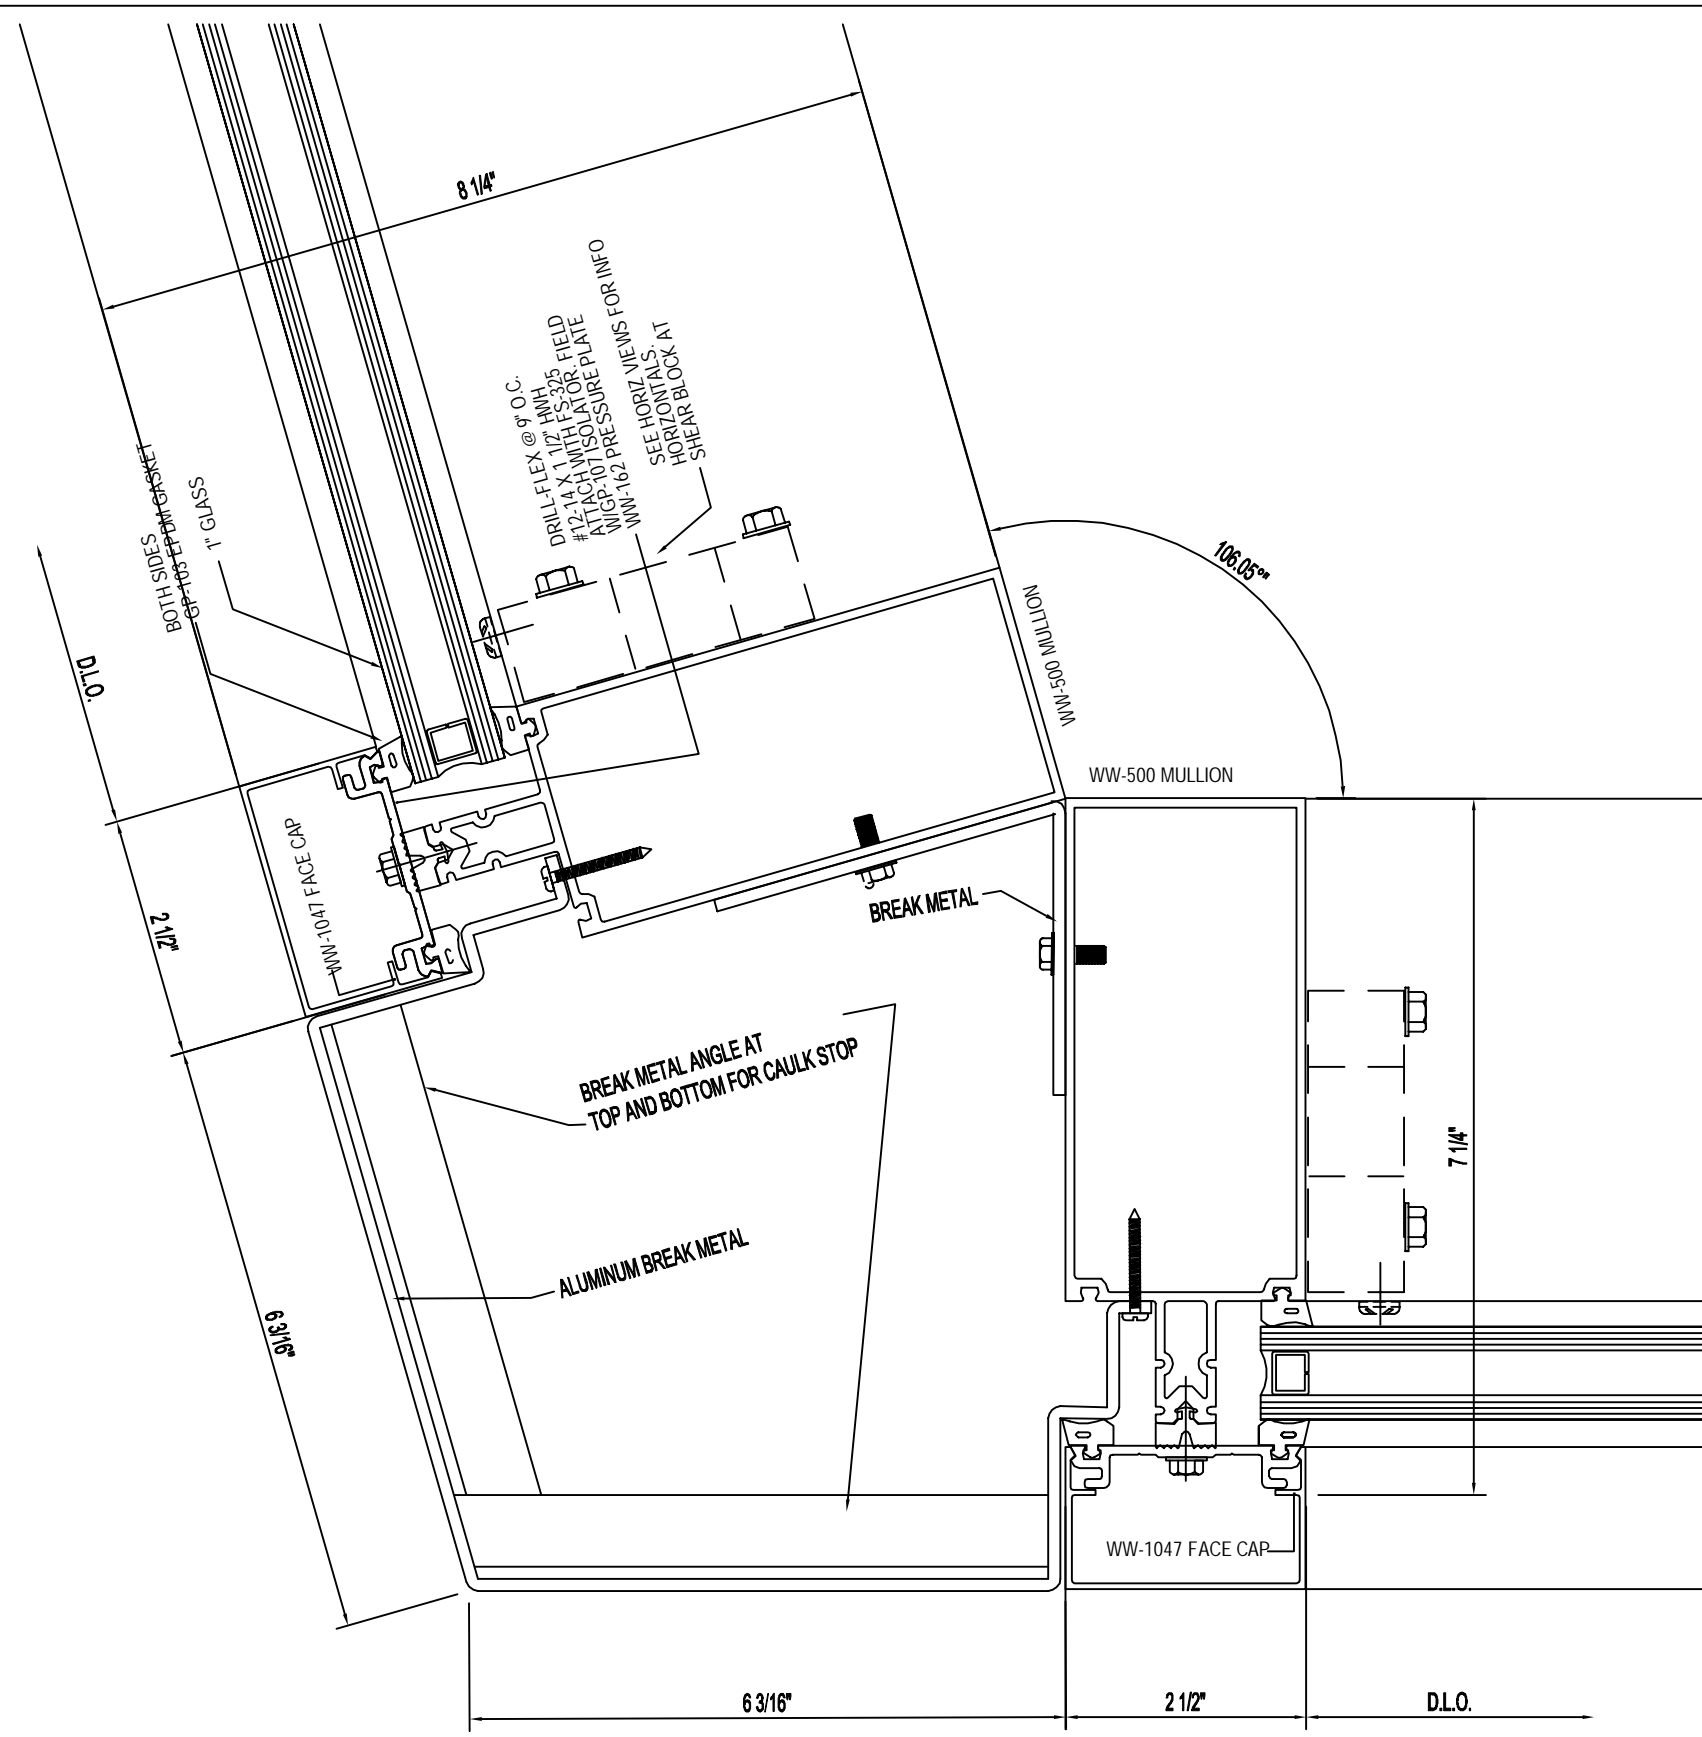 8 1/4"
DRILL-FLEX @ 9" O.C.
#12-14 X 1 1/2" HWH
ATTACH WITH FS-325 FIELD
W/GP-107 ISOLATOR.
WW-162 PRESSURE PLATE
SEE HORIZ VIEWS FOR INFO
HORIZONTALS.
SHEAR BLOCK AT
BOTH SIDES
GP-103 EPDM GASKET
1" GLASS
106.05°"
D.L.O.
WW-500 MULLION
WW-500 MULLION
WW-1047 FACE CAP
2 1/2"
BREAK METAL
BREAK METAL ANGLE AT
TOP AND BOTTOM FOR CAULK STOP
7 1/4"
ALUMINUM BREAK METAL
6 3/16"
WW-1047 FACE CAP
6 3/16"
2 1/2"
D.L.O.